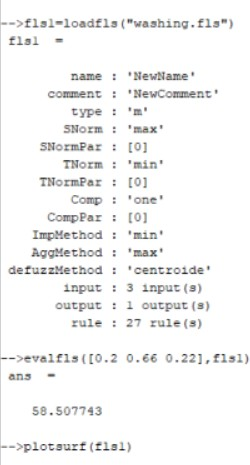 -->fls1=loadfls("washing.fls")
fls1 =
name : 'NewName'
comment : 'NewComment'
type : 'm'
SNorm : 'max'
SNormPar : [0]
TNorm : 'min'
TNormPar : [0]
Comp : 'one'
CompPar : [0]
ImpMethod : 'min'
AggMethod : 'max'
defuzzMethod : 'centroide'
input : 3 input(s)
output : 1 output(s)
rule : 27 rule(s)
-->evalfls([0.2 0.66 0.22],fls1)
ans =
58.507743
-->plotsurf(fls1)